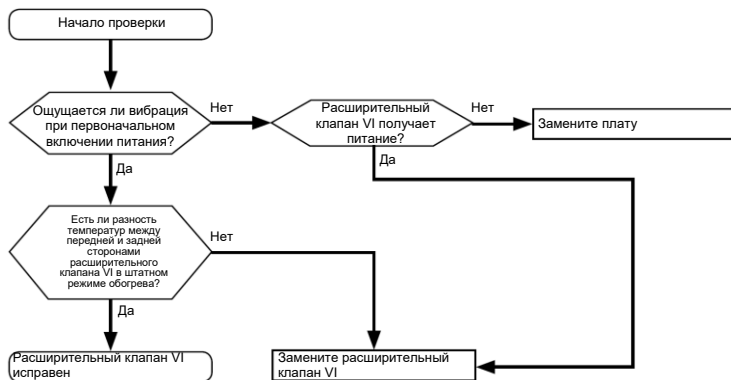 Начало проверки
Ощущается ли вибрация
при первоначальном
включении питания?
Нет
Расширительный
клапан VI получает
питание?
Нет
Замените плату
Да
Да
Есть ли разность
температур между
передней и задней
сторонами
расширительного
клапана VI в штатном
режиме обогрева?
Нет
Да
Расширительный клапан VI
исправен
Замените расширительный
клапан VI